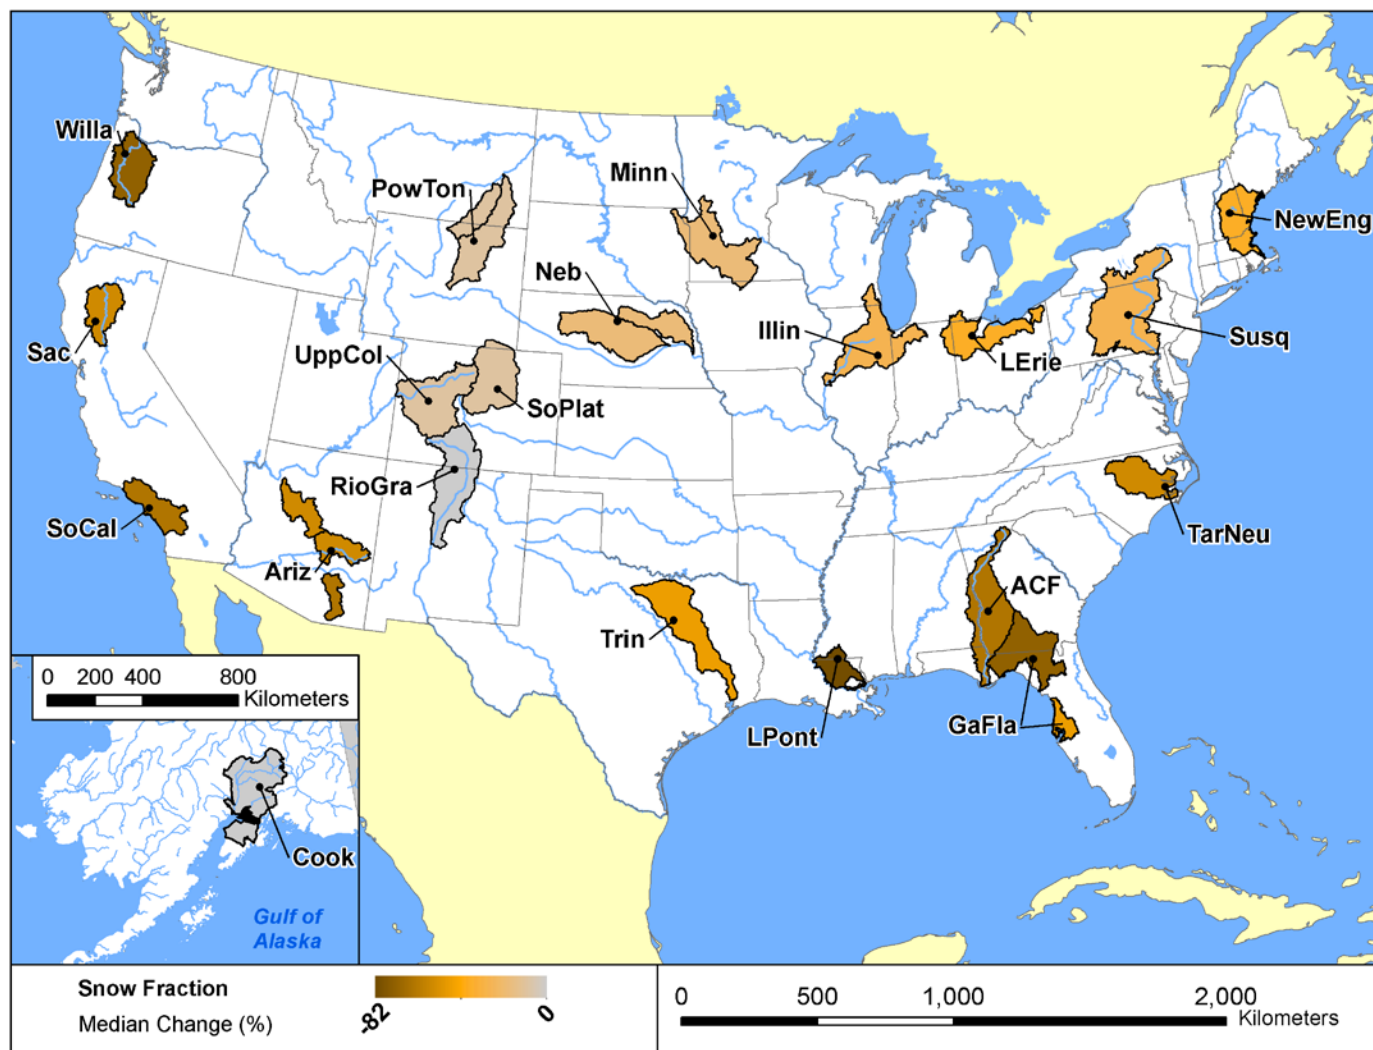 Willa
PowTon
Minn
NewEng
Neb
Illin
Susq
Sac
UppCol
LErie
SoPlat
RioGra
SoCal
TarNeu
Ariz
ACF
Trin
LPont
GaFla
0 200 400 800
Kilometers
Cook
Gulf of
Alaska
Snow Fraction
Median Change (%)
-82 0
0 500 1,000 2,000
Kilometers